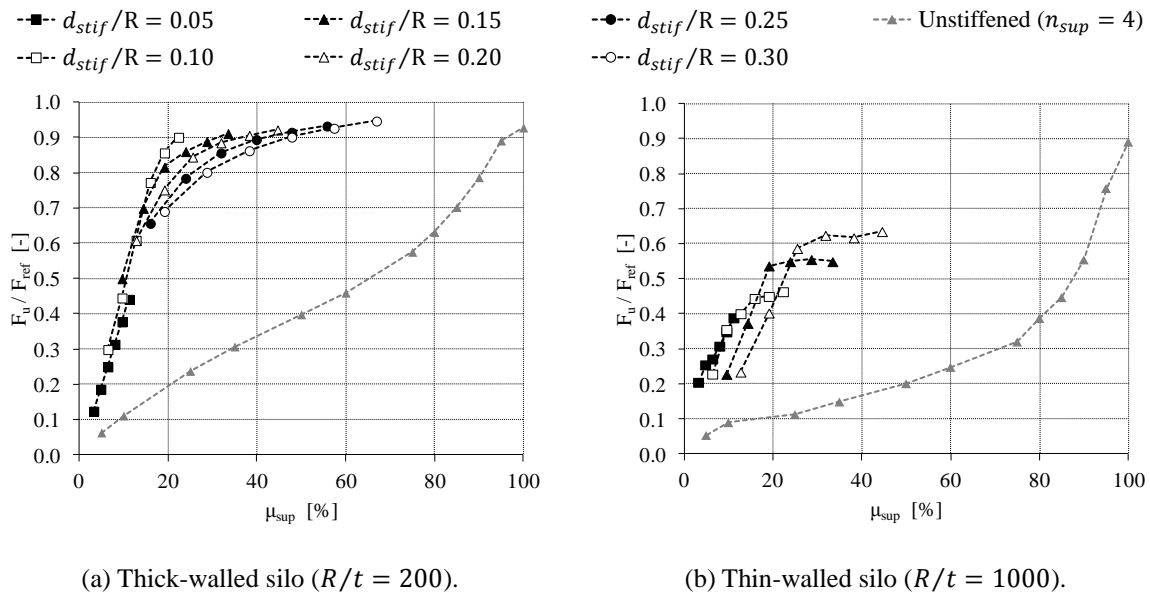 d_stif/R = 0.05 d_stif/R = 0.15 d_stif/R = 0.25 Unstiffened (n_sup = 4)
d_stif/R = 0.10 d_stif/R = 0.20 d_stif/R = 0.30
1.0 1.0
0.9 0.9
0.8 0.8
0.7 0.7
0.6 0.6
0.5 0.5
0.4 0.4
0.3 0.3
0.2 0.2
0.1 0.1
0.0 0.0
F_u / F_ref [-] F_u / F_ref [-]
0 20 40 60 80 100 0 20 40 60 80 100
μ_sup [%] μ_sup [%]
(a) Thick-walled silo (R/t = 200). (b) Thin-walled silo (R/t = 1000).